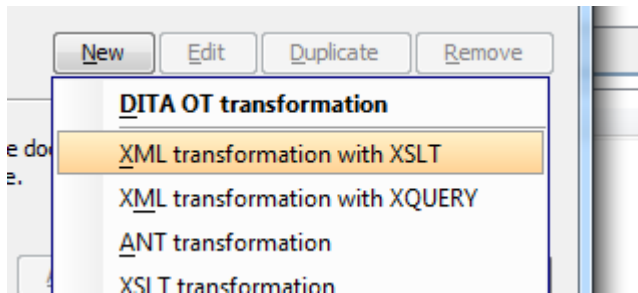 New Edit Duplicate Remove
DITA OT transformation
XML transformation with XSLT
e
XML transformation with XQUERY
e.
ANT transformation
XSLT transformation